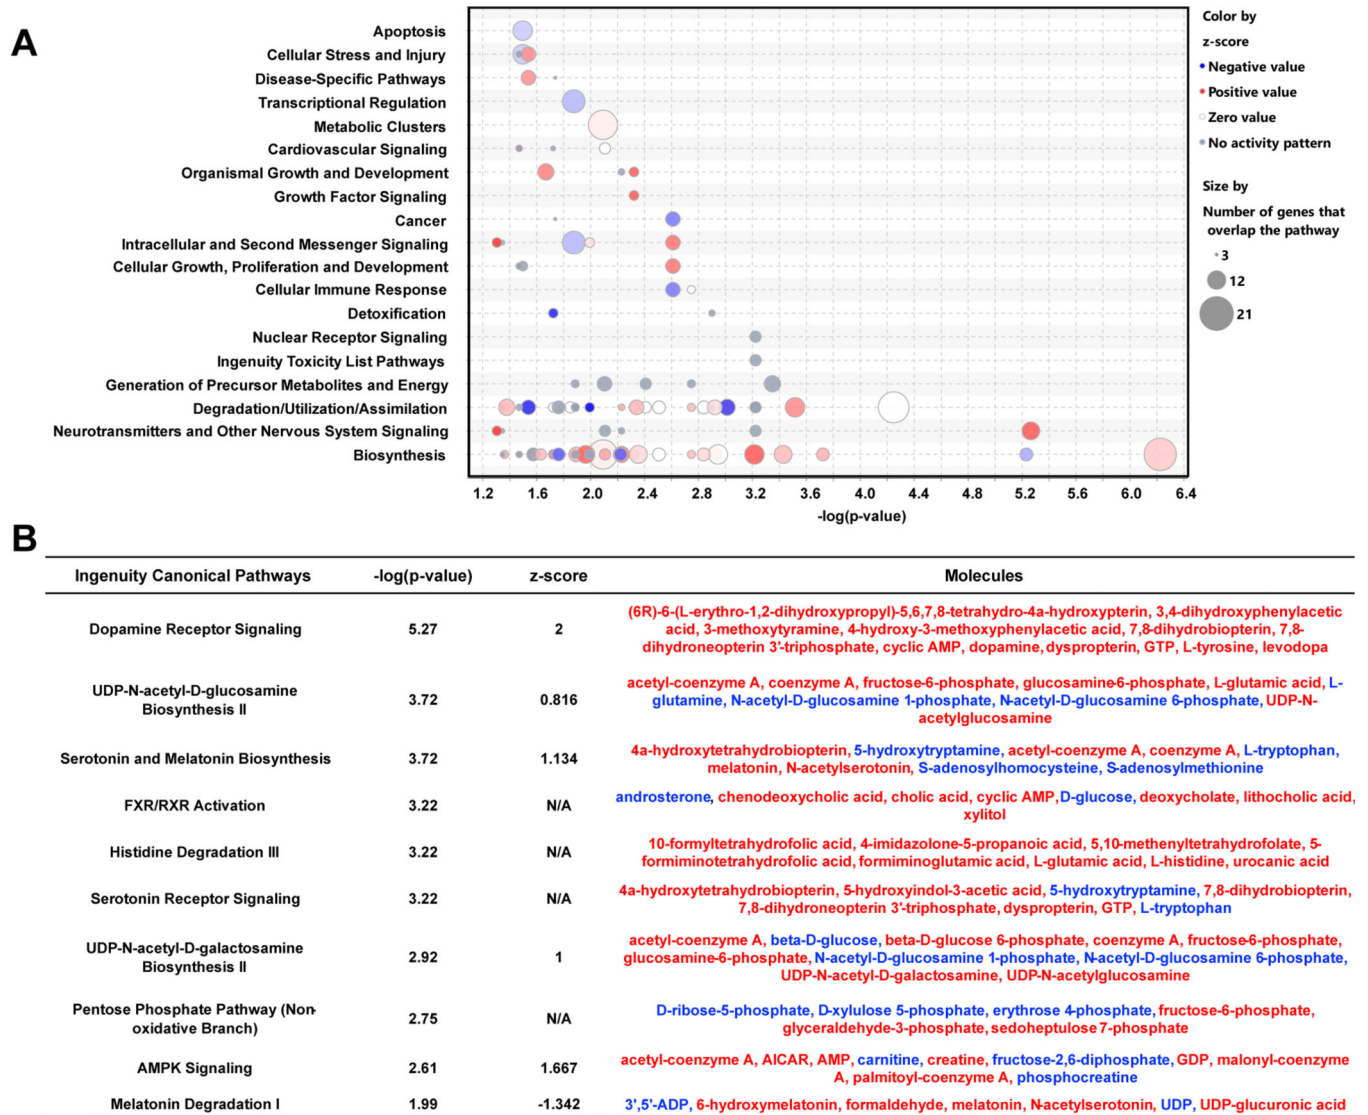 A
Apoptosis
Cellular Stress and Injury
Disease-Specific Pathways
Transcriptional Regulation
Metabolic Clusters
Cardiovascular Signaling
Organismal Growth and Development
Growth Factor Signaling
Cancer
Intracellular and Second Messenger Signaling
Cellular Growth, Proliferation and Development
Cellular Immune Response
Detoxification
Nuclear Receptor Signaling
Ingenuity Toxicity List Pathways
Generation of Precursor Metabolites and Energy
Degradation/Utilization/Assimilation
Neurotransmitters and Other Nervous System Signaling
Biosynthesis
1.2 1.6 2.0 2.4 2.8 3.2 3.6 4.0 4.4 4.8 5.2 5.6 6.0 6.4
-log(p-value)
Color by
z-score
Negative value
Positive value
Zero value
No activity pattern
Size by
Number of genes that
overlap the pathway
3
12
21
B
Ingenuity Canonical Pathways -log(p-value) z-score Molecules
Dopamine Receptor Signaling 5.27 2
(6R)-6-(L-erythro-1,2-dihydroxypropyl)-5,6,7,8-tetrahydro-4a-hydroxypterin, 3,4-dihydroxyphenylacetic
acid, 3-methoxytyramine, 4-hydroxy-3-methoxyphenylacetic acid, 7,8-dihydrobiopterin, 7,8-
dihydroneopterin 3'-triphosphate, cyclic AMP, dopamine, dyspropterin, GTP, L-tyrosine, levodopa
UDP-N-acetyl-D-glucosamine
Biosynthesis II
3.72 0.816
acetyl-coenzyme A, coenzyme A, fructose-6-phosphate, glucosamine-6-phosphate, L-glutamic acid, L-
glutamine, N-acetyl-D-glucosamine 1-phosphate, N-acetyl-D-glucosamine 6-phosphate, UDP-N-
acetylglucosamine
Serotonin and Melatonin Biosynthesis 3.72 1.134
4a-hydroxytetrahydrobiopterin, 5-hydroxytryptamine, acetyl-coenzyme A, coenzyme A, L-tryptophan,
melatonin, N-acetylserotonin, S-adenosylhomocysteine, S-adenosylmethionine
FXR/RXR Activation 3.22 N/A
androsterone, chenodeoxycholic acid, cholic acid, cyclic AMP, D-glucose, deoxycholate, lithocholic acid,
xylitol
Histidine Degradation III 3.22 N/A
10-formyltetrahydrofolic acid, 4-imidazolone-5-propanoic acid, 5,10-methenyltetrahydrofolate, 5-
formiminotetrahydrofolic acid, formiminoglutamic acid, L-glutamic acid, L-histidine, urocanic acid
Serotonin Receptor Signaling 3.22 N/A
4a-hydroxytetrahydrobiopterin, 5-hydroxyindol-3-acetic acid, 5-hydroxytryptamine, 7,8-dihydrobiopterin,
7,8-dihydroneopterin 3'-triphosphate, dyspropterin, GTP, L-tryptophan
UDP-N-acetyl-D-galactosamine
Biosynthesis II
2.92 1
acetyl-coenzyme A, beta-D-glucose, beta-D-glucose 6-phosphate, coenzyme A, fructose-6-phosphate,
glucosamine-6-phosphate, N-acetyl-D-glucosamine 1-phosphate, N-acetyl-D-glucosamine 6-phosphate,
UDP-N-acetyl-D-galactosamine, UDP-N-acetylglucosamine
Pentose Phosphate Pathway (Non-
oxidative Branch)
2.75 N/A
D-ribose-5-phosphate, D-xylulose 5-phosphate, erythrose 4-phosphate, fructose-6-phosphate,
glyceraldehyde-3-phosphate, sedoheptulose 7-phosphate
AMPK Signaling 2.61 1.667
acetyl-coenzyme A, AICAR, AMP, carnitine, creatine, fructose-2,6-diphosphate, GDP, malonyl-coenzyme
A, palmitoyl-coenzyme A, phosphocreatine
Melatonin Degradation I 1.99 -1.342
3',5'-ADP, 6-hydroxymelatonin, formaldehyde, melatonin, N-acetylserotonin, UDP, UDP-glucuronic acid